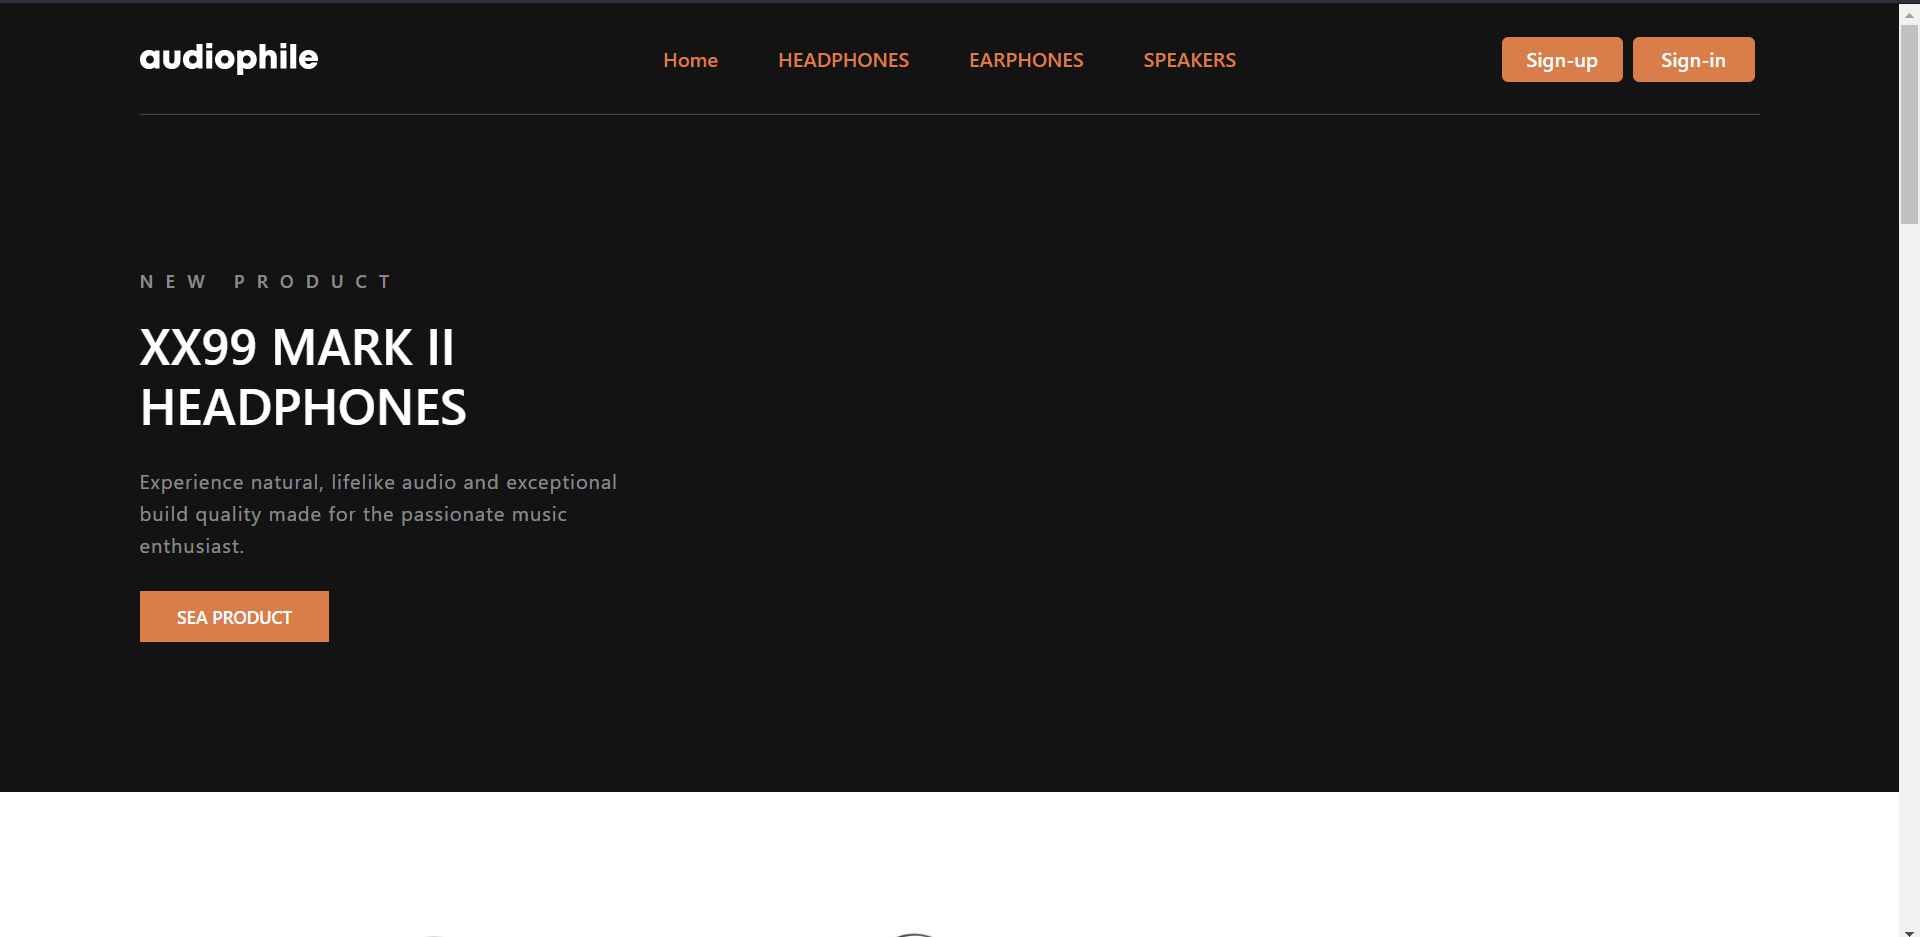 audiophile
Home HEADPHONES EARPHONES SPEAKERS
Sign-up Sign-in
NEW PRODUCT
XX99 MARK II
HEADPHONES
Experience natural, lifelike audio and exceptional
build quality made for the passionate music
enthusiast.
SEA PRODUCT